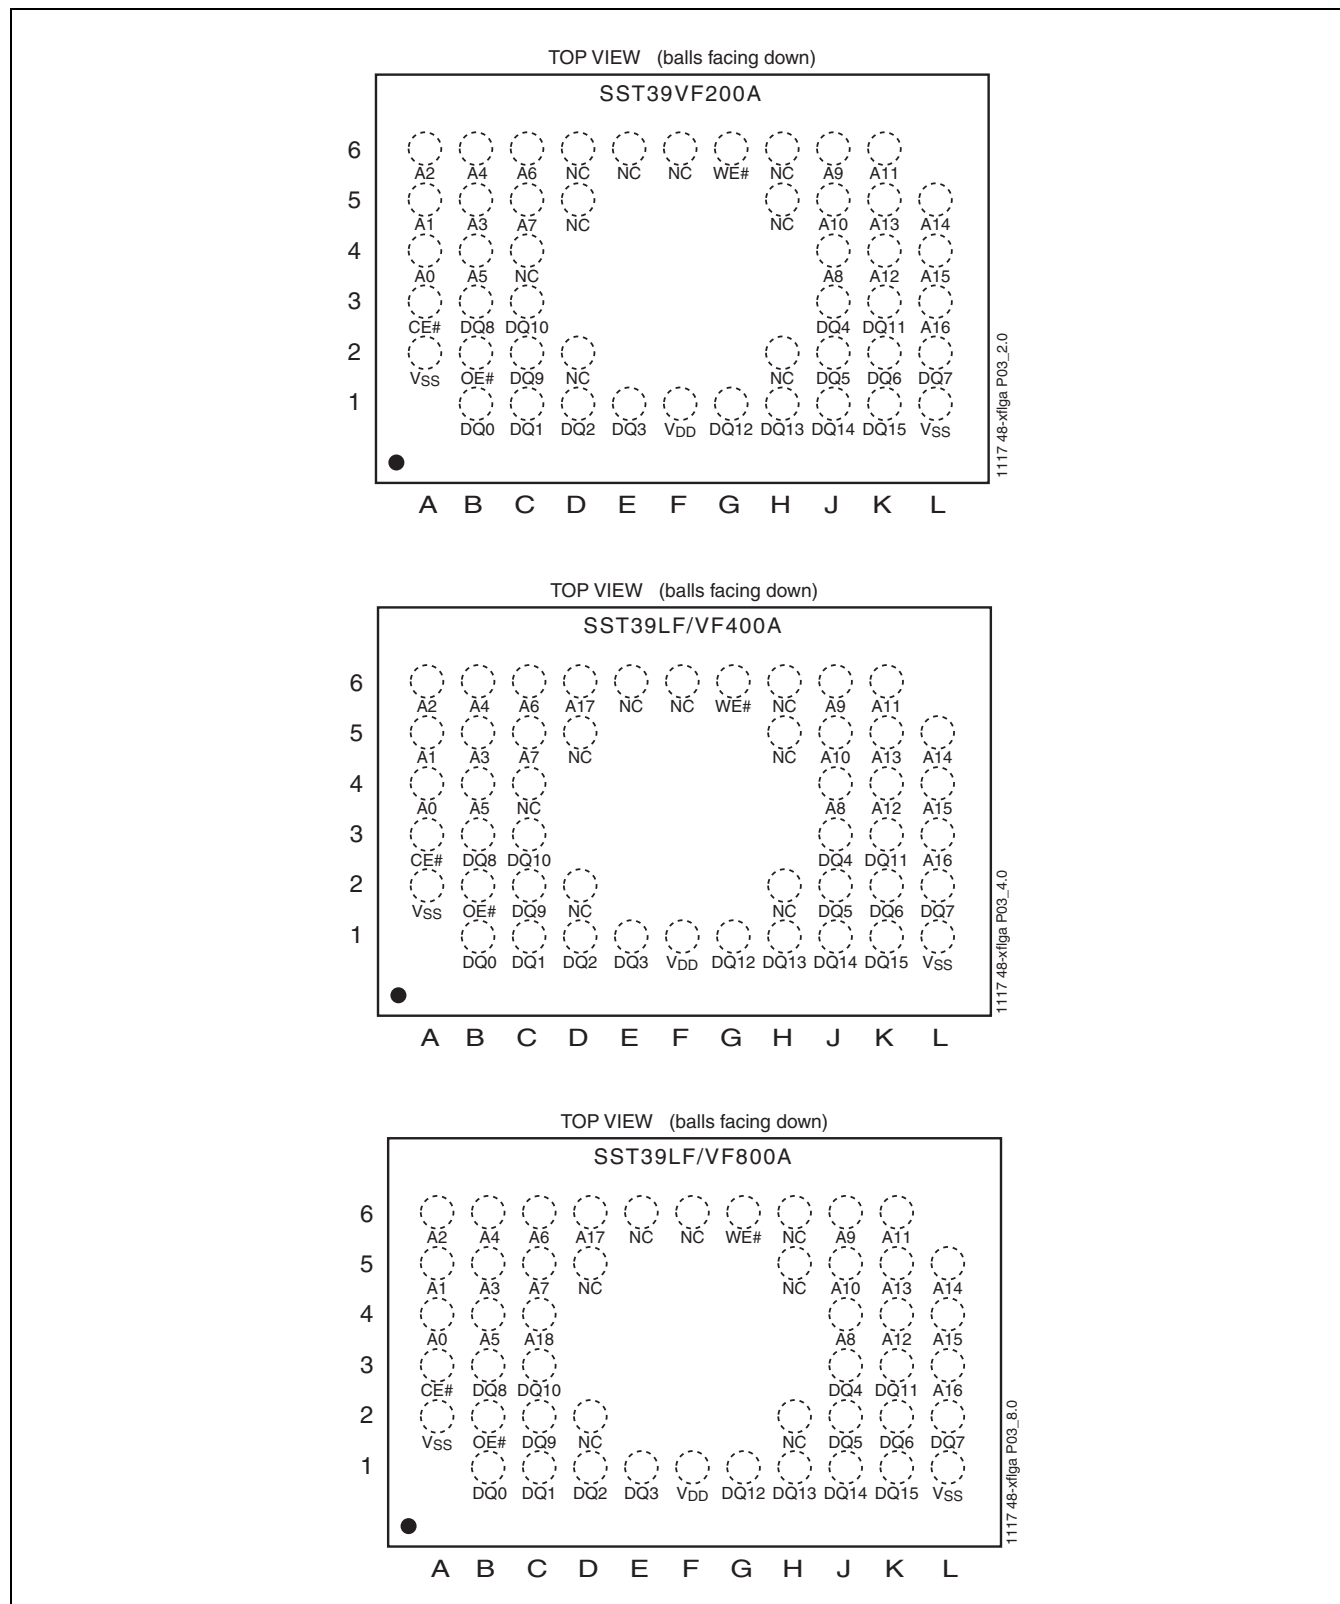 TOP VIEW (balls facing down)
SST39VF200A
6
A2 A4 A6 NC NC NC WE# NC A9 A11
5
A1 A3 A7 NC NC A10 A13 A14
4
A0 A5 NC A8 A12 A15
3
CE# DQ8 DQ10 DQ4 DQ11 A16
2
VSS OE# DQ9 NC NC DQ5 DQ6 DQ7
1
DQ0 DQ1 DQ2 DQ3 VDD DQ12 DQ13 DQ14 DQ15 VSS
1117 48-xflga P03_2.0
A B C D E F G H J K L
TOP VIEW (balls facing down)
SST39LF/VF400A
6
A2 A4 A6 A17 NC NC WE# NC A9 A11
5
A1 A3 A7 NC NC A10 A13 A14
4
A0 A5 NC A8 A12 A15
3
CE# DQ8 DQ10 DQ4 DQ11 A16
2
VSS OE# DQ9 NC NC DQ5 DQ6 DQ7
1
DQ0 DQ1 DQ2 DQ3 VDD DQ12 DQ13 DQ14 DQ15 VSS
1117 48-xflga P03_4.0
A B C D E F G H J K L
TOP VIEW (balls facing down)
SST39LF/VF800A
6
A2 A4 A6 A17 NC NC WE# NC A9 A11
5
A1 A3 A7 NC NC A10 A13 A14
4
A0 A5 A18 A8 A12 A15
3
CE# DQ8 DQ10 DQ4 DQ11 A16
2
VSS OE# DQ9 NC NC DQ5 DQ6 DQ7
1
DQ0 DQ1 DQ2 DQ3 VDD DQ12 DQ13 DQ14 DQ15 VSS
1117 48-xflga P03_8.0
A B C D E F G H J K L